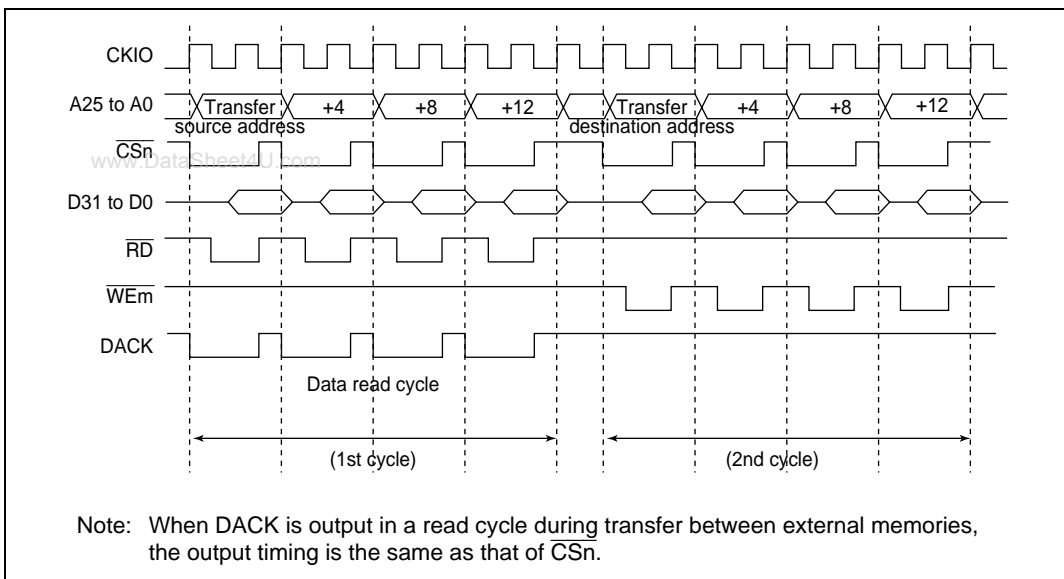 CKIO
A25 to A0 Transfer +4 +8 +12 Transfer +4 +8 +12
source address destination address
CSn
www.DataSheet4U.com
D31 to D0
RD
WEm
DACK
Data read cycle
(1st cycle) (2nd cycle)
Note: When DACK is output in a read cycle during transfer between external memories,
the output timing is the same as that of CSn.